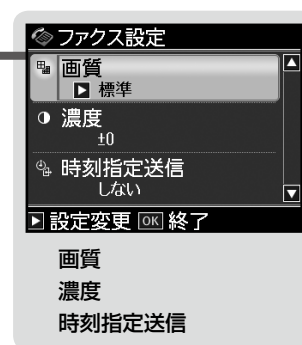 ファクス設定
画質
標準
濃度
±0
時刻指定送信
しない
設定変更 OK 終了
画質
濃度
時刻指定送信